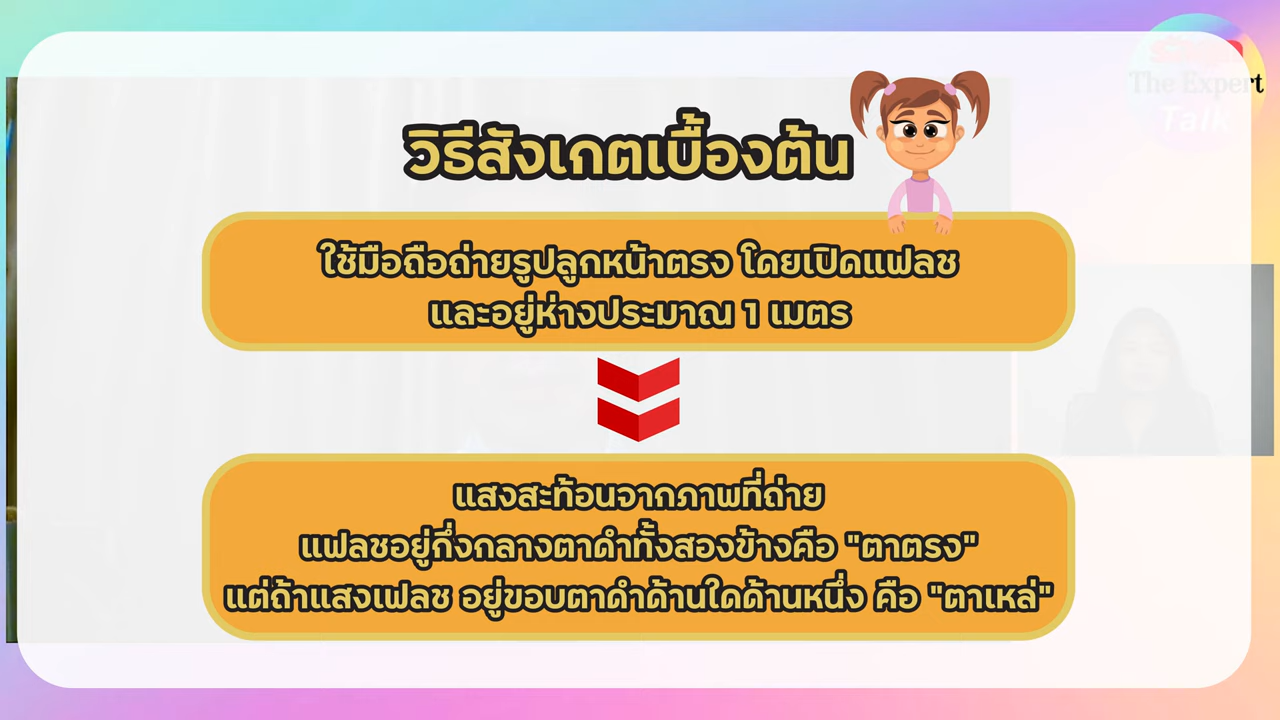 The Expert
Talk
วิธีสังเกตเบื้องต้น
ใช้มือถือถ่ายรูปลูกหน้าตรง โดยเปิดแฟลช
และอยู่ห่างประมาณ 1 เมตร
แสงสะท้อนจากภาพที่ถ่าย
แฟลชอยู่กึ่งกลางตาดำทั้งสองข้างคือ "ตาตรง"
แต่ถ้าแสงเฟลช อยู่ขอบตาดำด้านใดด้านหนึ่ง คือ "ตาเหล่"